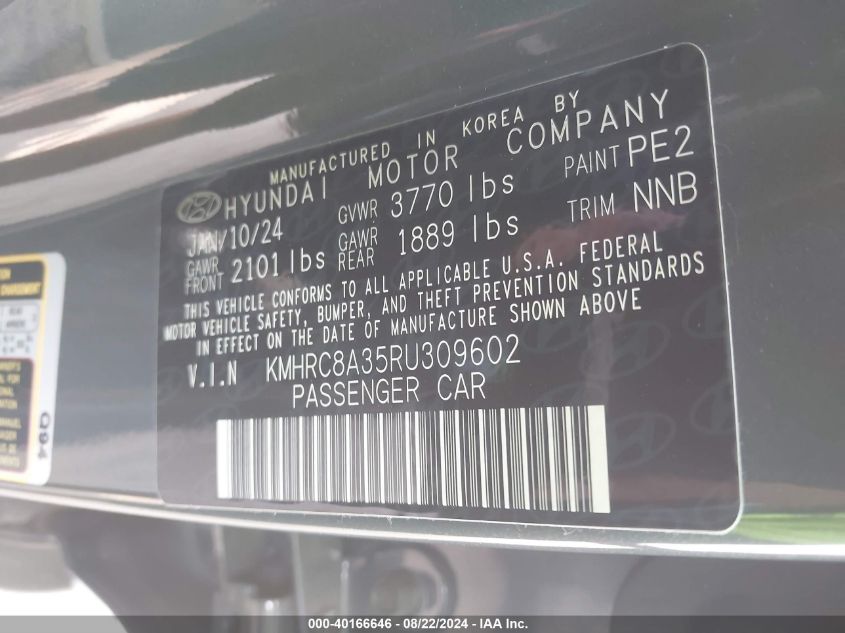 MANUFACTURED IN KOREA BY
HYUNDAI MOTOR COMPANY
JAN/10/24 GVWR 3770 lbs PAINT PE2
GAWR FRONT 2101 lbs GAWR REAR 1889 lbs TRIM NNB
THIS VEHICLE CONFORMS TO ALL APPLICABLE U.S.A. FEDERAL
MOTOR VEHICLE SAFETY, BUMPER, AND THEFT PREVENTION STANDARDS
IN EFFECT ON THE DATE OF MANUFACTURE SHOWN ABOVE
V.I.N KMHRC8A35RU309602
PASSENGER CAR
Q94
000-40166646 - 08/22/2024 - IAA Inc.